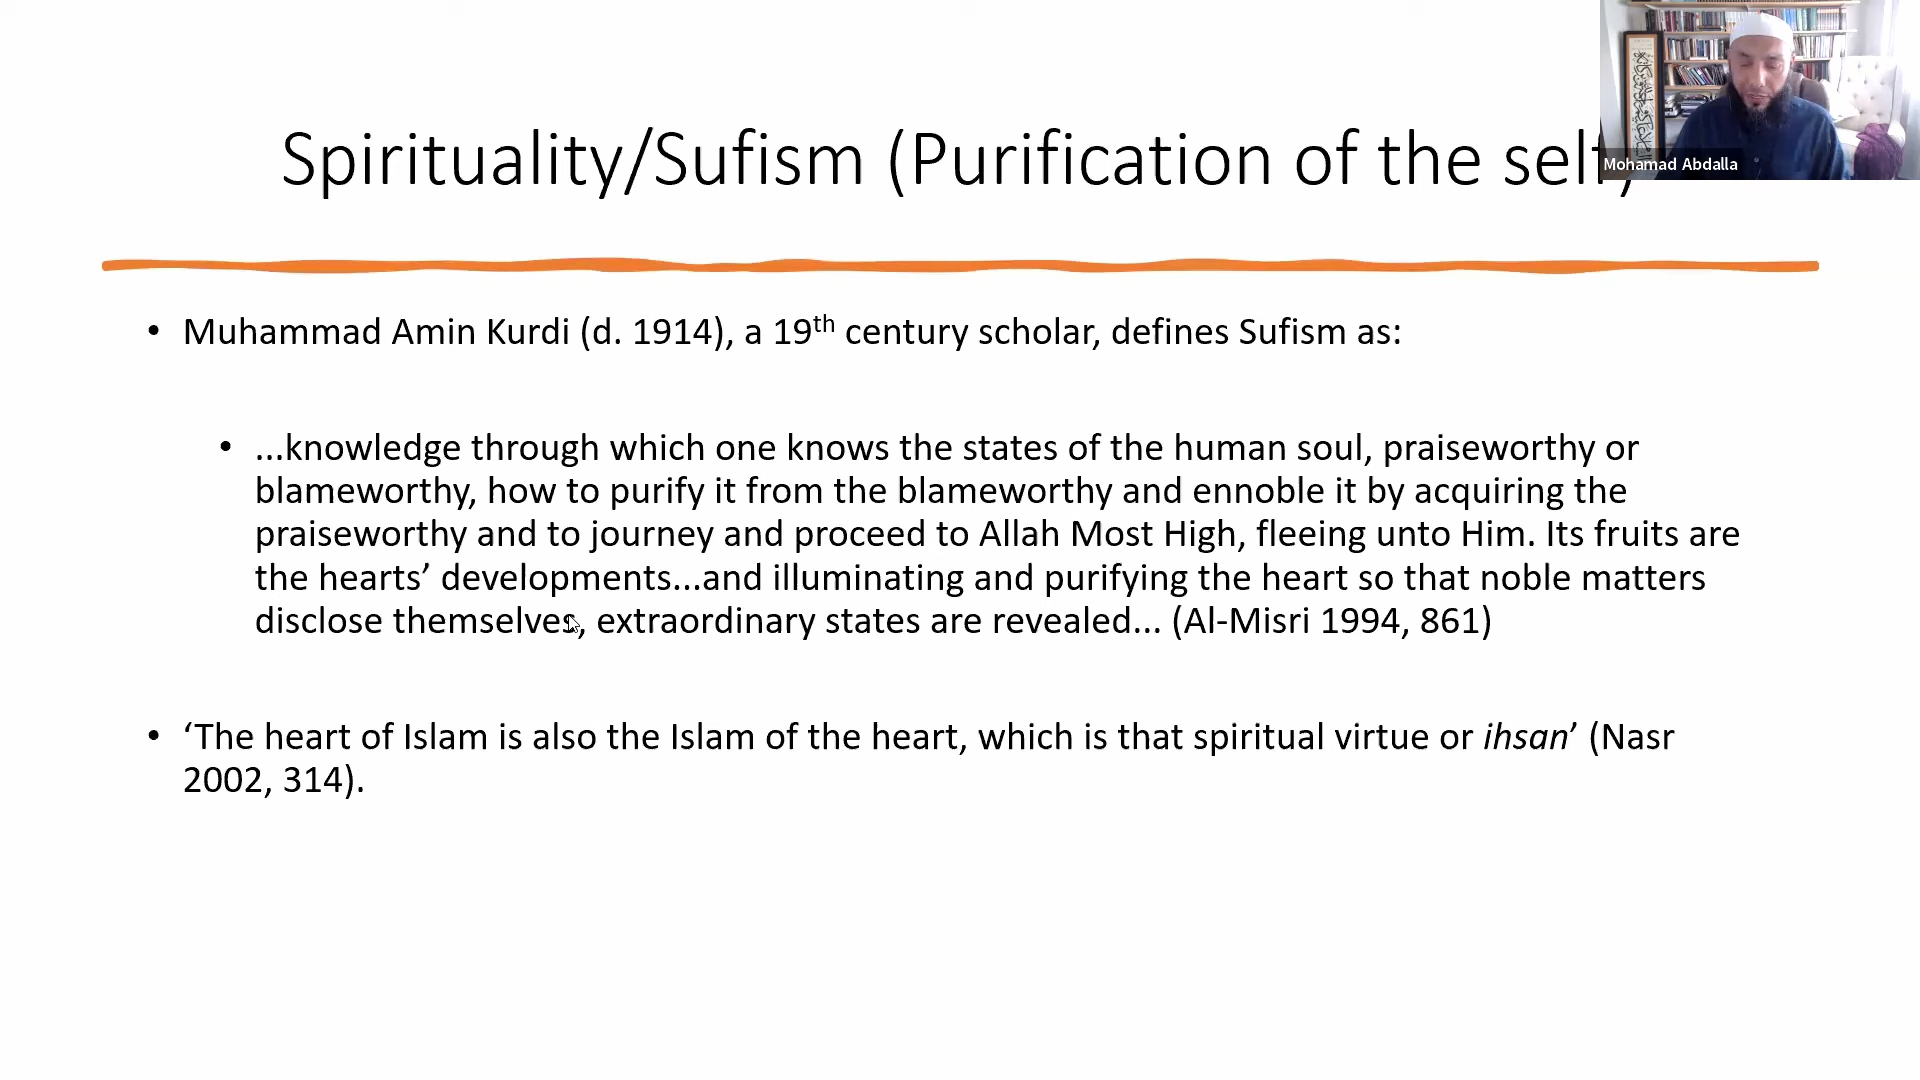 Spirituality/Sufism (Purification of the self)
Mohamad Abdalla
• Muhammad Amin Kurdi (d. 1914), a 19th century scholar, defines Sufism as:
• ...knowledge through which one knows the states of the human soul, praiseworthy or
blameworthy, how to purify it from the blameworthy and ennoble it by acquiring the
praiseworthy and to journey and proceed to Allah Most High, fleeing unto Him. Its fruits are
the hearts’ developments...and illuminating and purifying the heart so that noble matters
disclose themselves, extraordinary states are revealed... (Al-Misri 1994, 861)
• ‘The heart of Islam is also the Islam of the heart, which is that spiritual virtue or ihsan’ (Nasr
2002, 314).